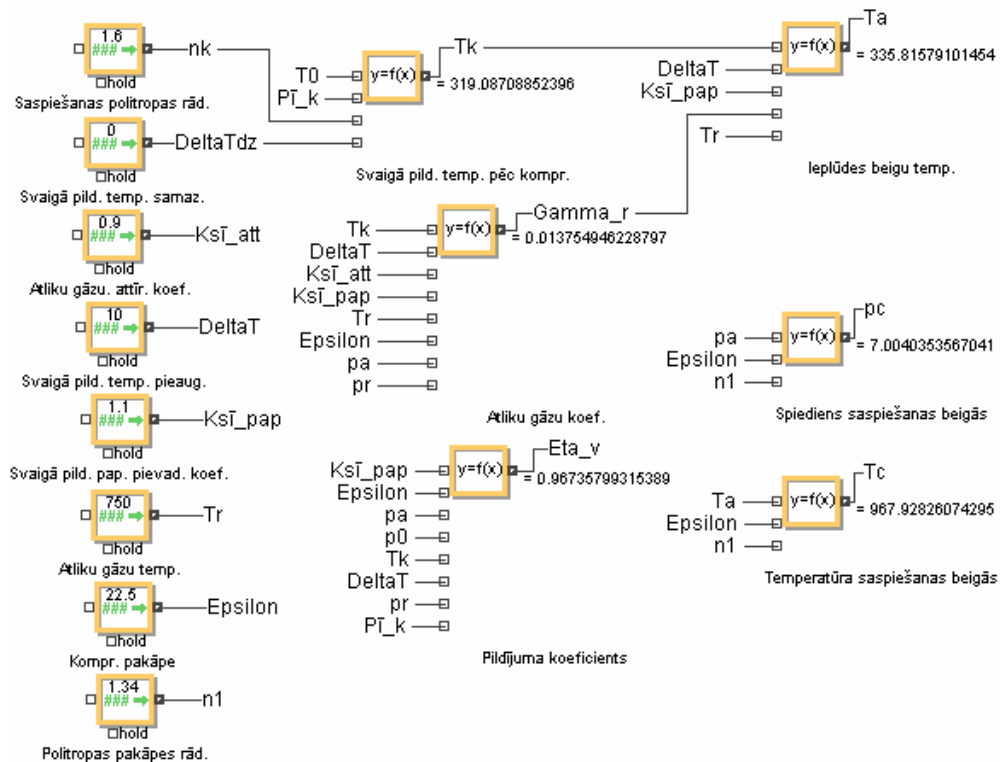 1.6
###
nk
hold
Saspiešanas politropas rād.
0
###
DeltaTdz
hold
Svaigā pild. temp. samaz.
0.9
###
Ksī_att
hold
Atliku gāzu. attīr. koef.
10
###
DeltaT
hold
Svaigā pild. temp. pieaug.
1.1
###
Ksī_pap
hold
Svaigā pild. pap. pievad. koef.
750
###
Tr
hold
Atliku gāzu temp.
22.5
###
Epsilon
hold
Kompr. pakāpe
1.34
###
n1
hold
Politropas pakāpes rād.
T0
Pī_k
y=f(x)
Tk
= 319.08708852396
Svaigā pild. temp. pēc kompr.
Tk
DeltaT
Ksī_att
Ksī_pap
Tr
Epsilon
pa
pr
y=f(x)
Gamma_r
= 0.013754946228797
Atliku gāzu koef.
Ksī_pap
Epsilon
pa
p0
Tk
DeltaT
pr
Pī_k
y=f(x)
Eta_v
= 0.96735799315389
Pildījuma koeficients
DeltaT
Ksī_pap
Tr
y=f(x)
Ta
= 335.81579101454
Ieplūdes beigu temp.
pa
Epsilon
n1
y=f(x)
pc
= 7.0040353567041
Spiediens saspiešanas beigās
Ta
Epsilon
n1
y=f(x)
Tc
= 967.92826074295
Temperatūra saspiešanas beigās